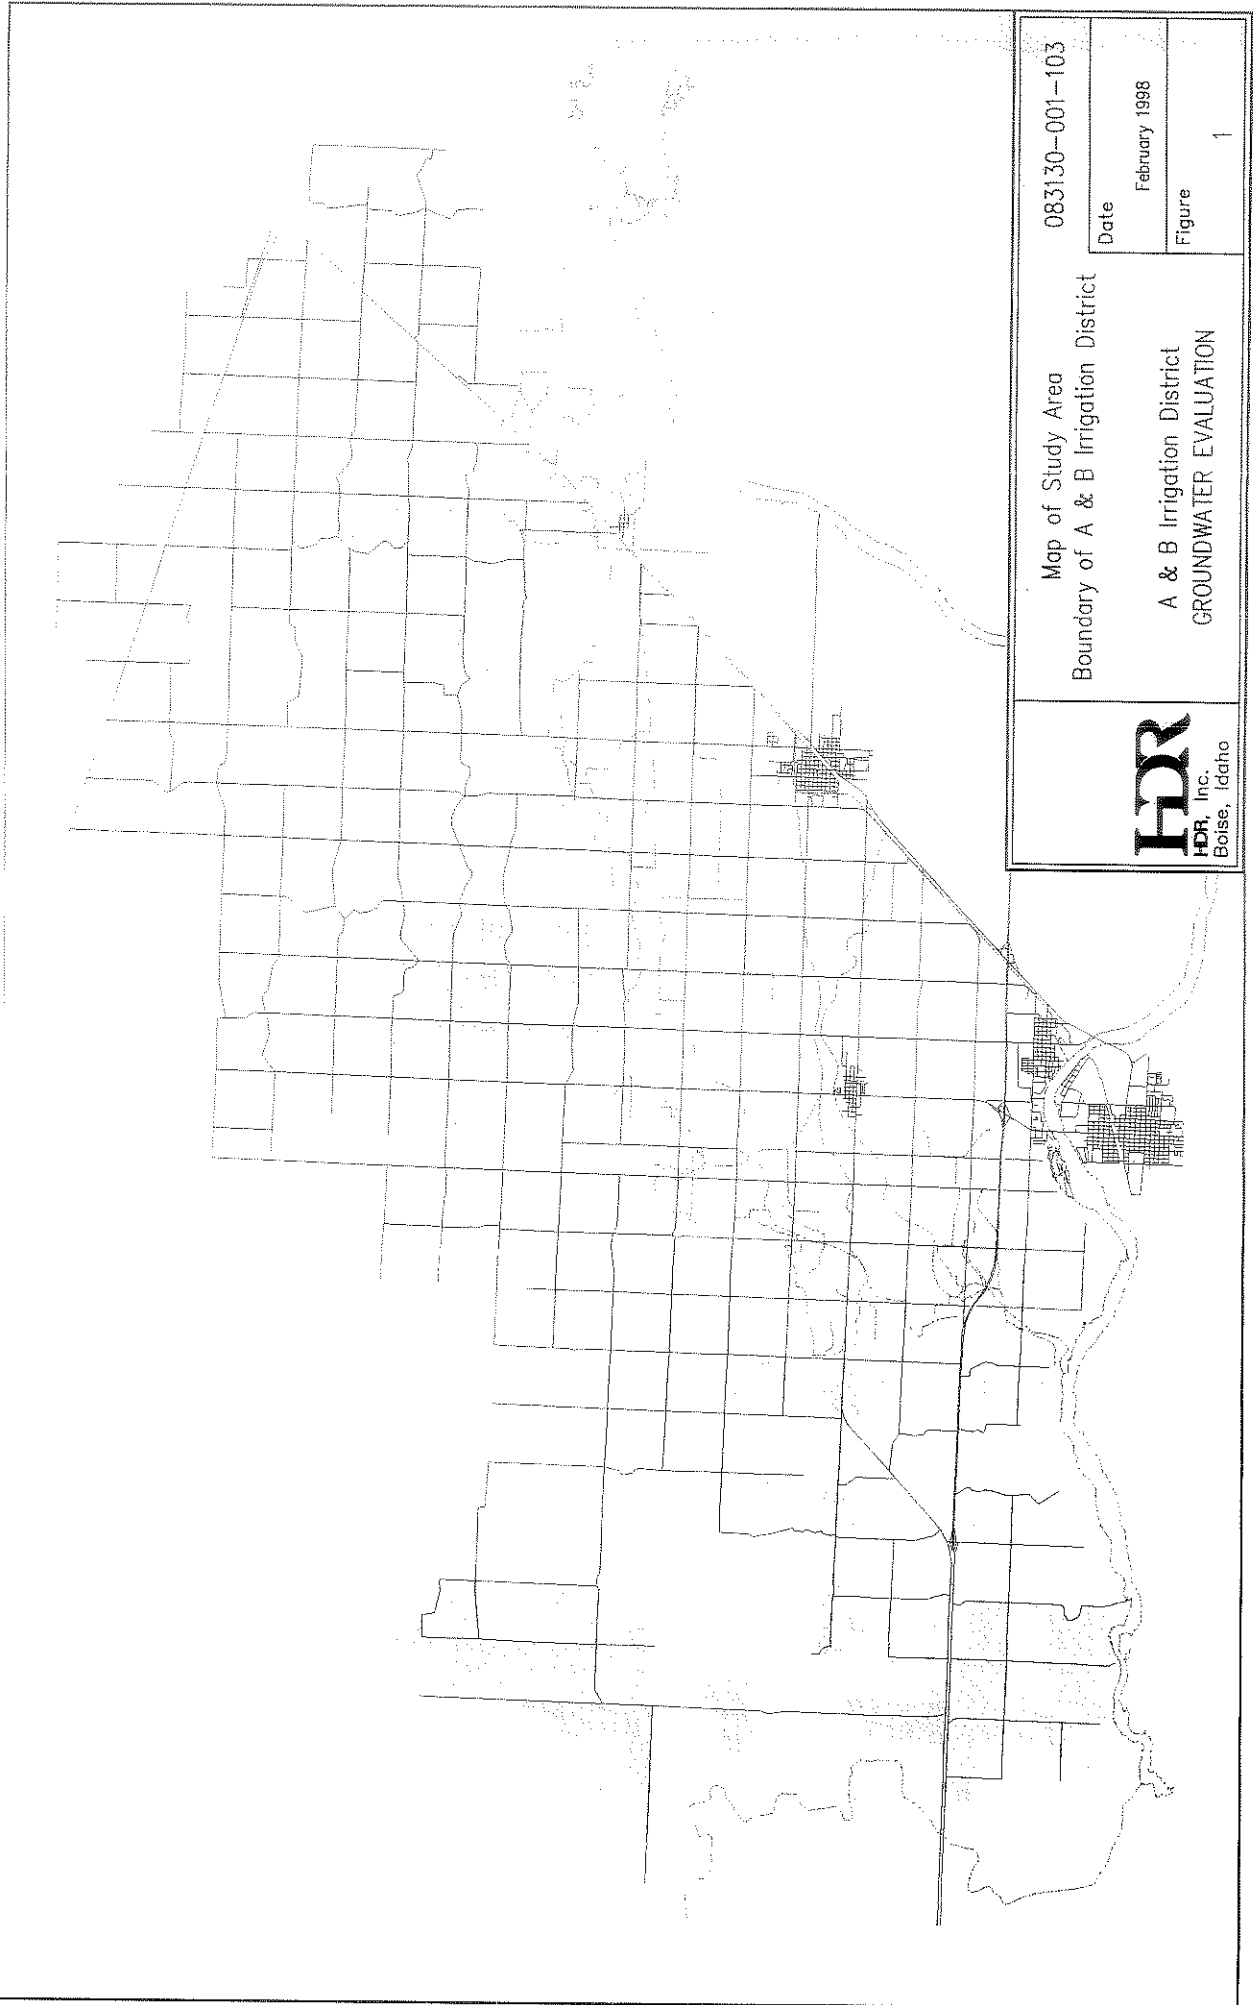 Map of Study Area
Boundary of A & B Irrigation District
083130-001-103
A & B Irrigation District
GROUNDWATER EVALUATION
Date
February 1998
Figure
1
HDR
HDR, Inc.
Boise, Idaho